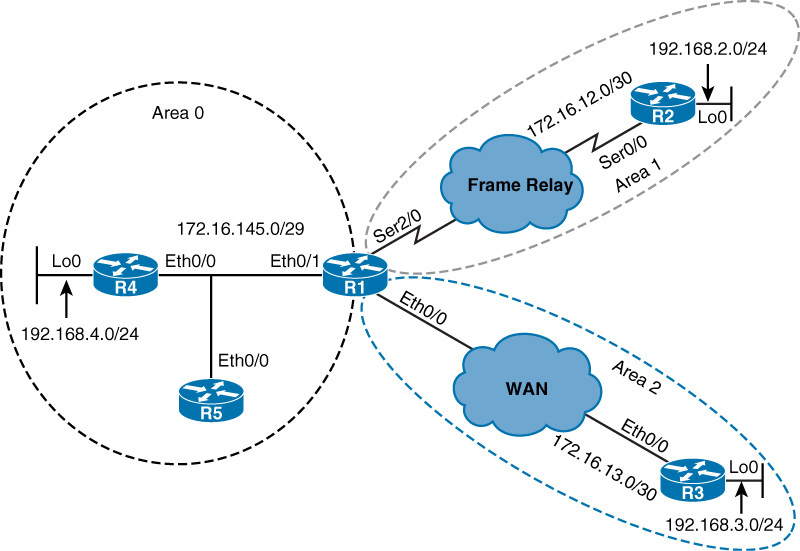 192.168.2.0/24
Area 0
172.16.12.0/30
R2
Lo0
Ser0/0
Area 1
Frame Relay
Ser2/0
172.16.145.0/29
Lo0
Eth0/0
Eth0/1
R4
R1
192.168.4.0/24
Eth0/0
Eth0/0
R5
WAN
Area 2
Eth0/0
172.16.13.0/30
Lo0
R3
192.168.3.0/24